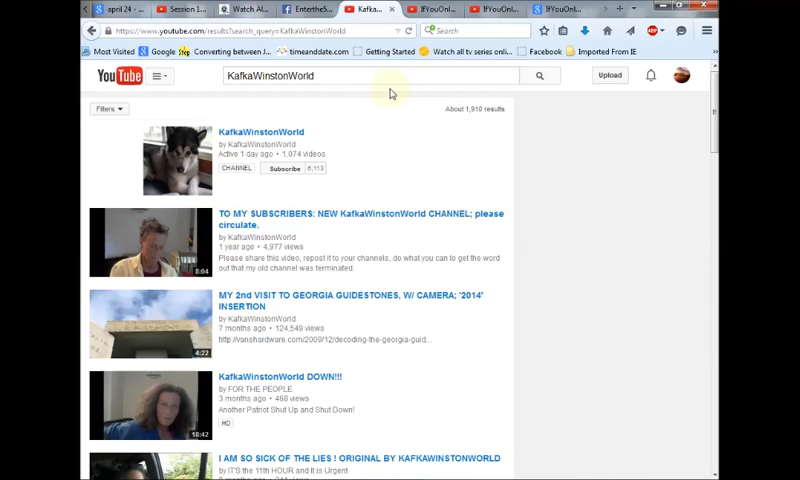 april 24 -
Session 1...
Watch Al...
EntertheS...
Kafka...
IfYouOnl...
IfYouOnl...
IfYouOnl...
https://www.youtube.com/results?search_query=KafkaWinstonWorld
Search
Most Visited Google Step Converting between J... timeanddate.com Getting Started Watch all tv series onli... Facebook Imported From IE
YouTube KafkaWinstonWorld Upload
Filters About 1,910 results
KafkaWinstonWorld
by KafkaWinstonWorld
Active 1 day ago • 1,074 videos
CHANNEL Subscribe 6,113
TO MY SUBSCRIBERS: NEW KafkaWinstonWorld CHANNEL; please
circulate.
by KafkaWinstonWorld
1 year ago • 4,977 views
Please share this video, repost it to your channels, do what you can to get the word
out that my old channel was terminated.
8:04
MY 2nd VISIT TO GEORGIA GUIDESTONES, W/ CAMERA; '2014'
INSERTION
by KafkaWinstonWorld
7 months ago • 124,549 views
http://vanshardware.com/2009/12/decoding-the-georgia-guid...
4:22
KafkaWinstonWorld DOWN!!!
by FOR THE PEOPLE
3 months ago • 468 views
Another Patriot Shut Up and Shut Down!
HD
18:42
I AM SO SICK OF THE LIES ! ORIGINAL BY KAFKAWINSTONWORLD
by IT'S the 11th HOUR and It is Urgent